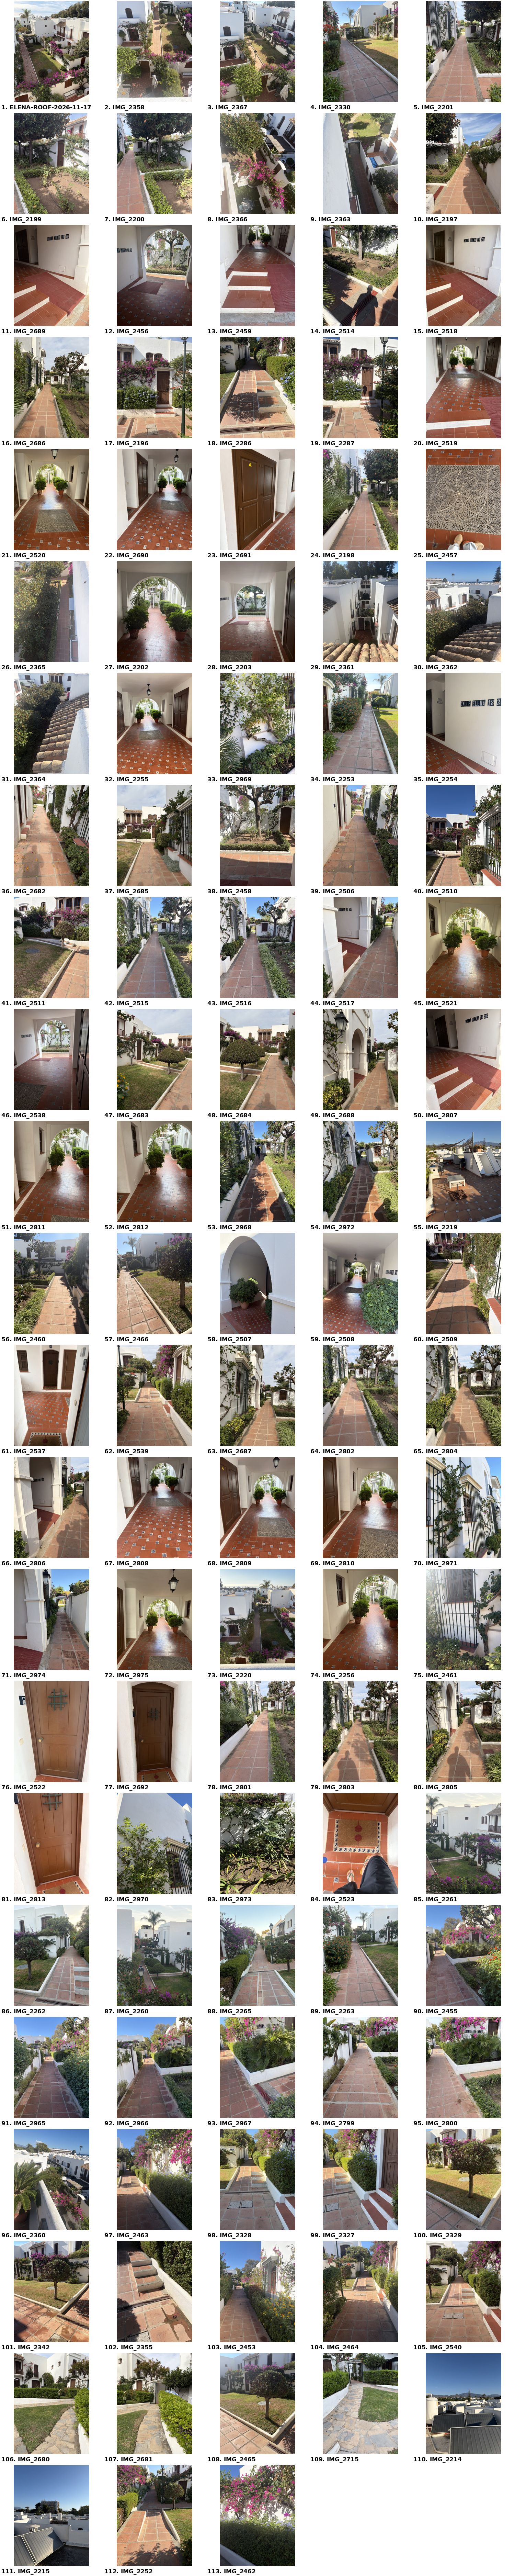 1. ELENA-ROOF-2026-11-17
2. IMG_2358
3. IMG_2367
4. IMG_2330
5. IMG_2201
6. IMG_2199
7. IMG_2200
8. IMG_2366
9. IMG_2363
10. IMG_2197
11. IMG_2689
12. IMG_2456
13. IMG_2459
14. IMG_2514
15. IMG_2518
16. IMG_2686
17. IMG_2196
18. IMG_2286
19. IMG_2287
20. IMG_2519
21. IMG_2520
22. IMG_2690
23. IMG_2691
24. IMG_2198
25. IMG_2457
26. IMG_2365
27. IMG_2202
28. IMG_2203
29. IMG_2361
30. IMG_2362
31. IMG_2364
32. IMG_2255
33. IMG_2969
34. IMG_2253
35. IMG_2254
36. IMG_2682
37. IMG_2685
38. IMG_2458
39. IMG_2506
40. IMG_2510
41. IMG_2511
42. IMG_2515
43. IMG_2516
44. IMG_2517
45. IMG_2521
46. IMG_2538
47. IMG_2683
48. IMG_2684
49. IMG_2688
50. IMG_2807
51. IMG_2811
52. IMG_2812
53. IMG_2968
54. IMG_2972
55. IMG_2219
56. IMG_2460
57. IMG_2466
58. IMG_2507
59. IMG_2508
60. IMG_2509
61. IMG_2537
62. IMG_2539
63. IMG_2687
64. IMG_2802
65. IMG_2804
66. IMG_2806
67. IMG_2808
68. IMG_2809
69. IMG_2810
70. IMG_2971
71. IMG_2974
72. IMG_2975
73. IMG_2220
74. IMG_2256
75. IMG_2461
76. IMG_2522
77. IMG_2692
78. IMG_2801
79. IMG_2803
80. IMG_2805
81. IMG_2813
82. IMG_2970
83. IMG_2973
84. IMG_2523
85. IMG_2261
86. IMG_2262
87. IMG_2260
88. IMG_2265
89. IMG_2263
90. IMG_2455
91. IMG_2965
92. IMG_2966
93. IMG_2967
94. IMG_2799
95. IMG_2800
96. IMG_2360
97. IMG_2463
98. IMG_2328
99. IMG_2327
100. IMG_2329
101. IMG_2342
102. IMG_2355
103. IMG_2453
104. IMG_2464
105. IMG_2540
106. IMG_2680
107. IMG_2681
108. IMG_2465
109. IMG_2715
110. IMG_2214
111. IMG_2215
112. IMG_2252
113. IMG_2462